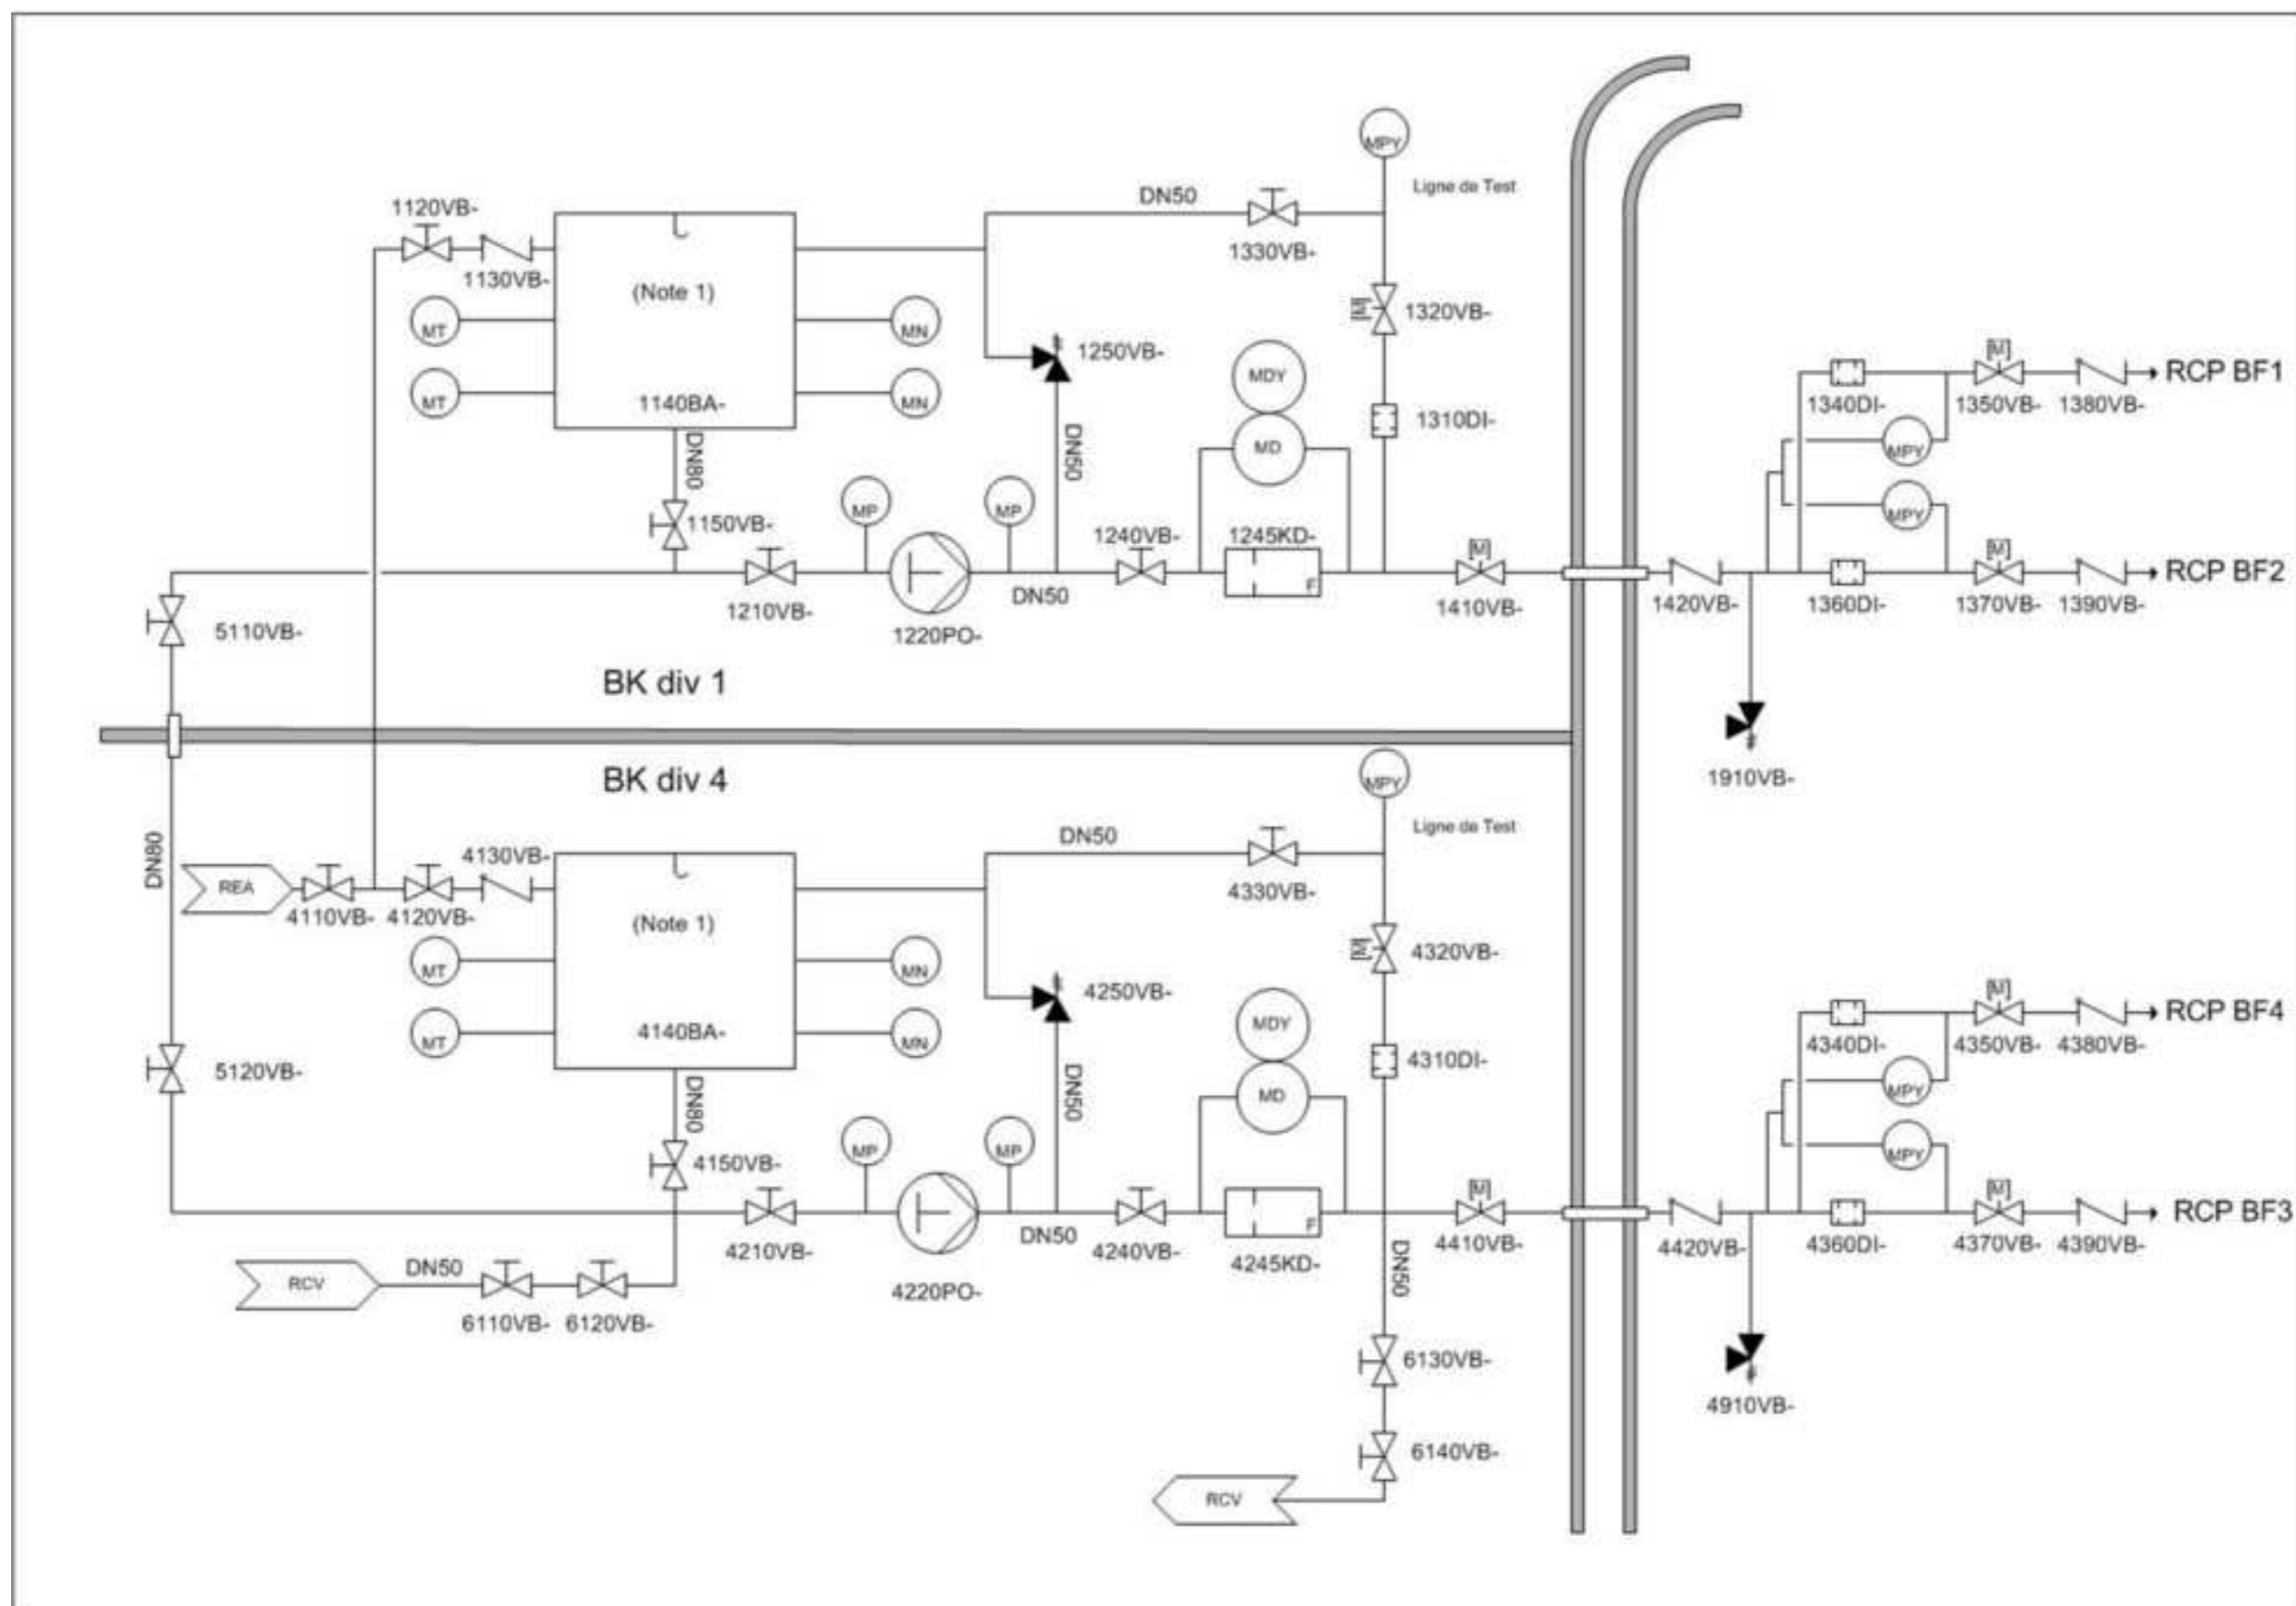 MPY
Ligne de Test
DN50
1120VB-
1330VB-
1130VB-
(Note 1)
MT
MN
1320VB-
1250VB-
MDY
RCP BF1
MT
1140BA-
MN
1340DI-
1350VB-
1380VB-
1310DI-
MD
MPY
DN80
DN50
MP
MP
MPY
1150VB-
1240VB-
1245KD-
[M]
[M]
[M]
[M]
F
RCP BF2
DN50
1210VB-
1410VB-
1420VB-
1360DI-
1370VB-
1390VB-
5110VB-
1220PO-
BK div 1
BK div 4
MPY
1910VB-
Ligne de Test
DN50
DN80
4130VB-
REA
4330VB-
4110VB-
4120VB-
(Note 1)
MT
MN
4320VB-
[M]
[M]
4250VB-
RCP BF4
MDY
MT
4140BA-
MN
4340DI-
4350VB-
4380VB-
4310DI-
5120VB-
MPY
MD
DN80
DN50
MP
MP
MPY
4150VB-
[M]
[M]
RCP BF3
F
DN50
4210VB-
4240VB-
4245KD-
4410VB-
4420VB-
4360DI-
4370VB-
4390VB-
DN50
DN50
RCV
4220PO-
6110VB-
6120VB-
6130VB-
4910VB-
6140VB-
RCV